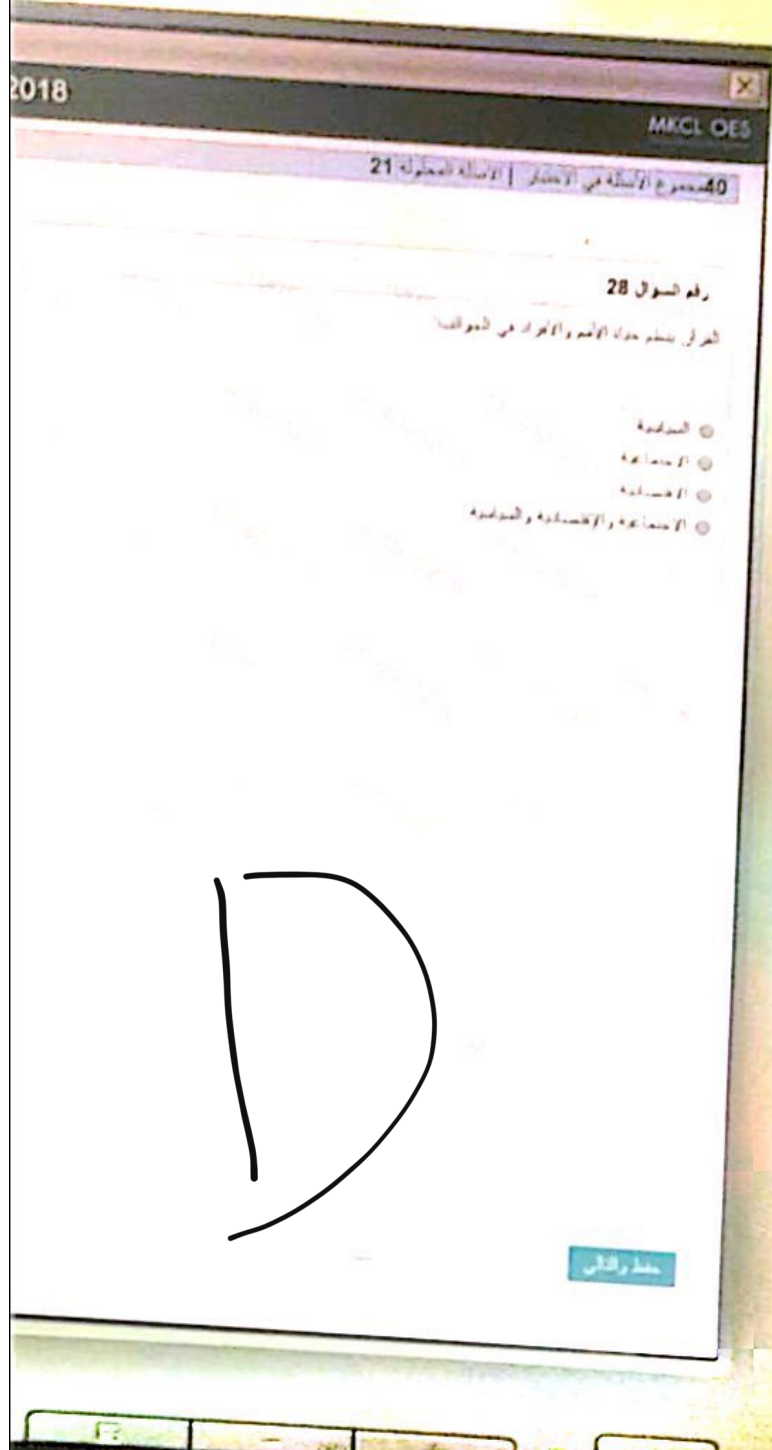 2018
MKCL OES
40مجموع الأسئلة في الاختبار | الأسئلة المحلولة 21
رقم السؤال 28
القرآن ينظم حياة الأمم والأفراد في المواقف:
السياسية
الاجتماعية
الاقتصادية
الاجتماعية والإقتصادية والسياسية
D
حفظ والتالي